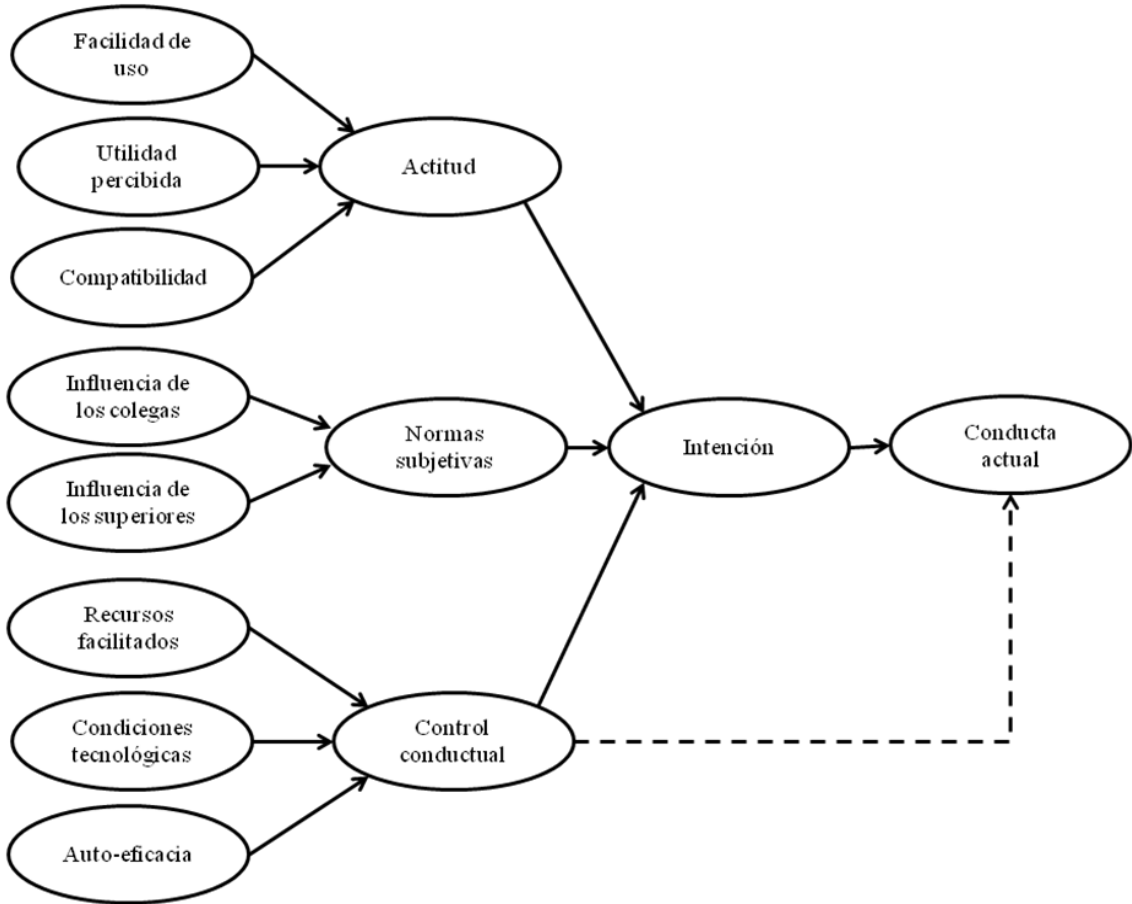 Facilidad de
uso
Utilidad
percibida
Actitud
Compatibilidad
Influencia de
los colegas
Normas
subjetivas
Intención
Conducta
actual
Influencia de
los superiores
Recursos
facilitados
Condiciones
tecnológicas
Control
conductual
Auto-eficacia